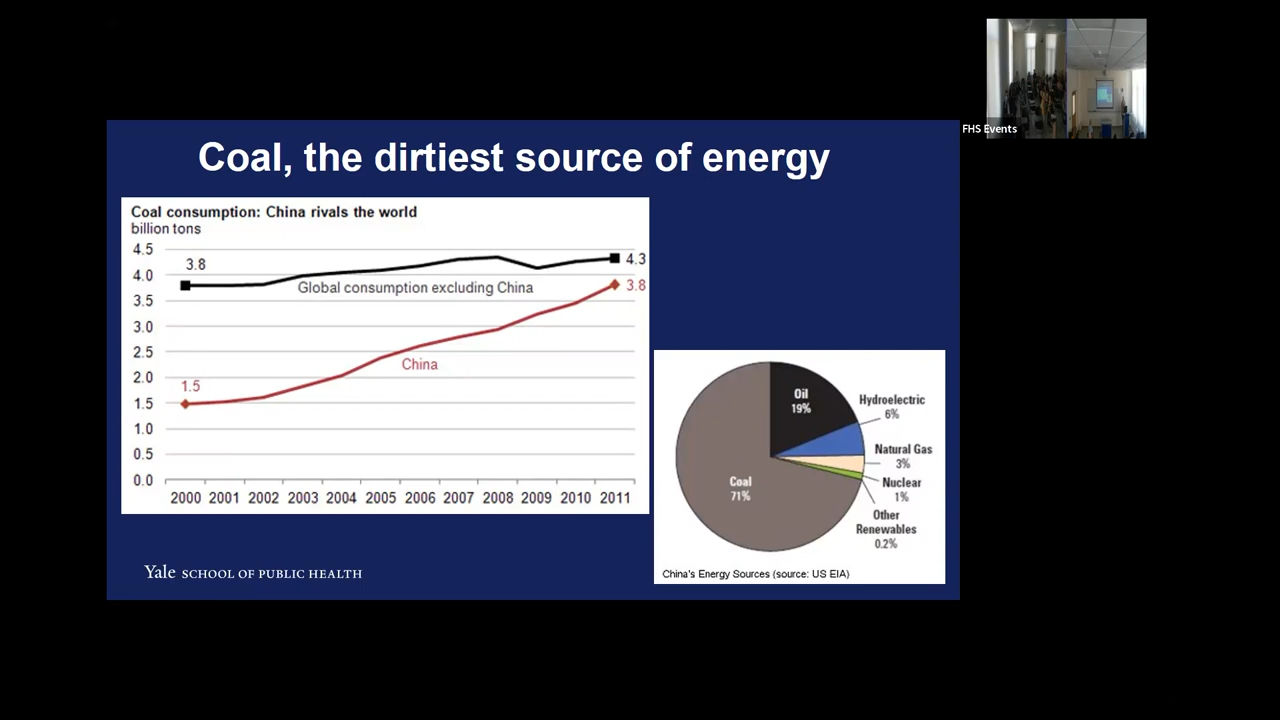 FHS Events
Coal, the dirtiest source of energy
Coal consumption: China rivals the world
billion tons
4.5
4.0
3.5
3.0
2.5
2.0
1.5
1.0
0.5
0.0
3.8
4.3
Global consumption excluding China
3.8
China
1.5
2000 2001 2002 2003 2004 2005 2006 2007 2008 2009 2010 2011
Oil
19%
Hydroelectric
6%
Natural Gas
3%
Nuclear
1%
Other
Renewables
0.2%
Coal
71%
China's Energy Sources (source: US EIA)
Yale SCHOOL OF PUBLIC HEALTH